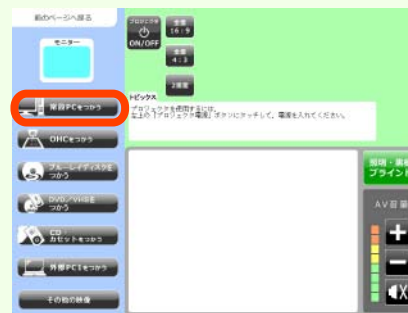 前のページへ戻る
モニター
常設PCをつかう
OHCをつかう
ブルーレイディスクを
つかう
DVD/VHSを
つかう
CD・
カセットをつかう
外部PC1をつかう
その他の映像
プロジェクタ
ON/OFF
全面
16:9
全面
4:3
2画面
トピックス
プロジェクタを使用するには、
左上の「プロジェクタ電源」ボタンにタッチして、電源を入れてください。
照明・黒板
ブラインド
AV音量